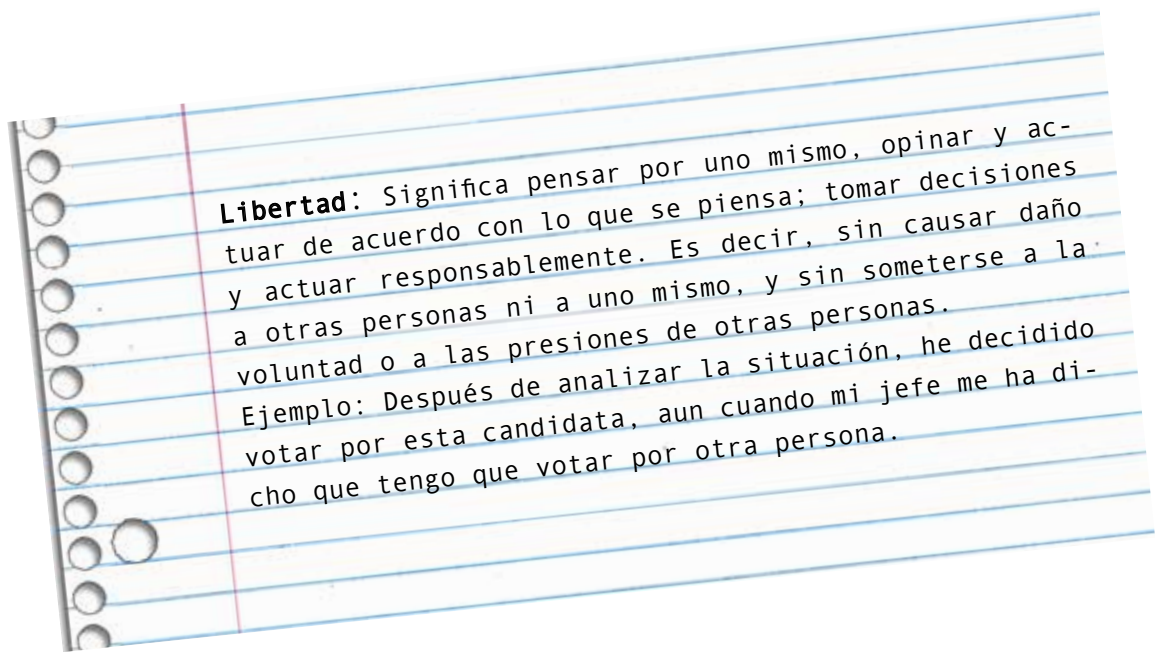 Libertad: Significa pensar por uno mismo, opinar y ac-
tuar de acuerdo con lo que se piensa; tomar decisiones
y actuar responsablemente. Es decir, sin causar daño
a otras personas ni a uno mismo, y sin someterse a la
voluntad o a las presiones de otras personas.
Ejemplo: Después de analizar la situación, he decidido
votar por esta candidata, aun cuando mi jefe me ha di-
cho que tengo que votar por otra persona.